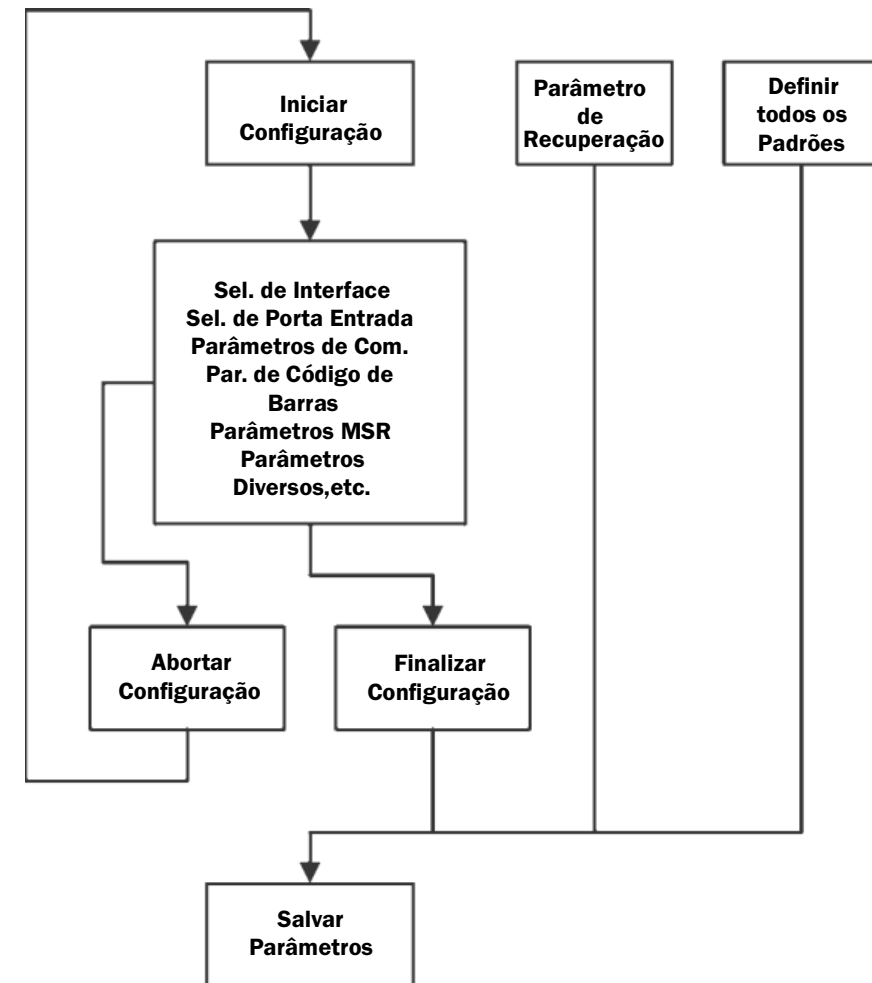 Iniciar
Configuração
Parâmetro
de
Recuperação
Definir
todos os
Padrões
Sel. de Interface
Sel. de Porta Entrada
Parâmetros de Com.
Par. de Código de
Barras
Parâmetros MSR
Parâmetros
Diversos,etc.
Abortar
Configuração
Finalizar
Configuração
Salvar
Parâmetros